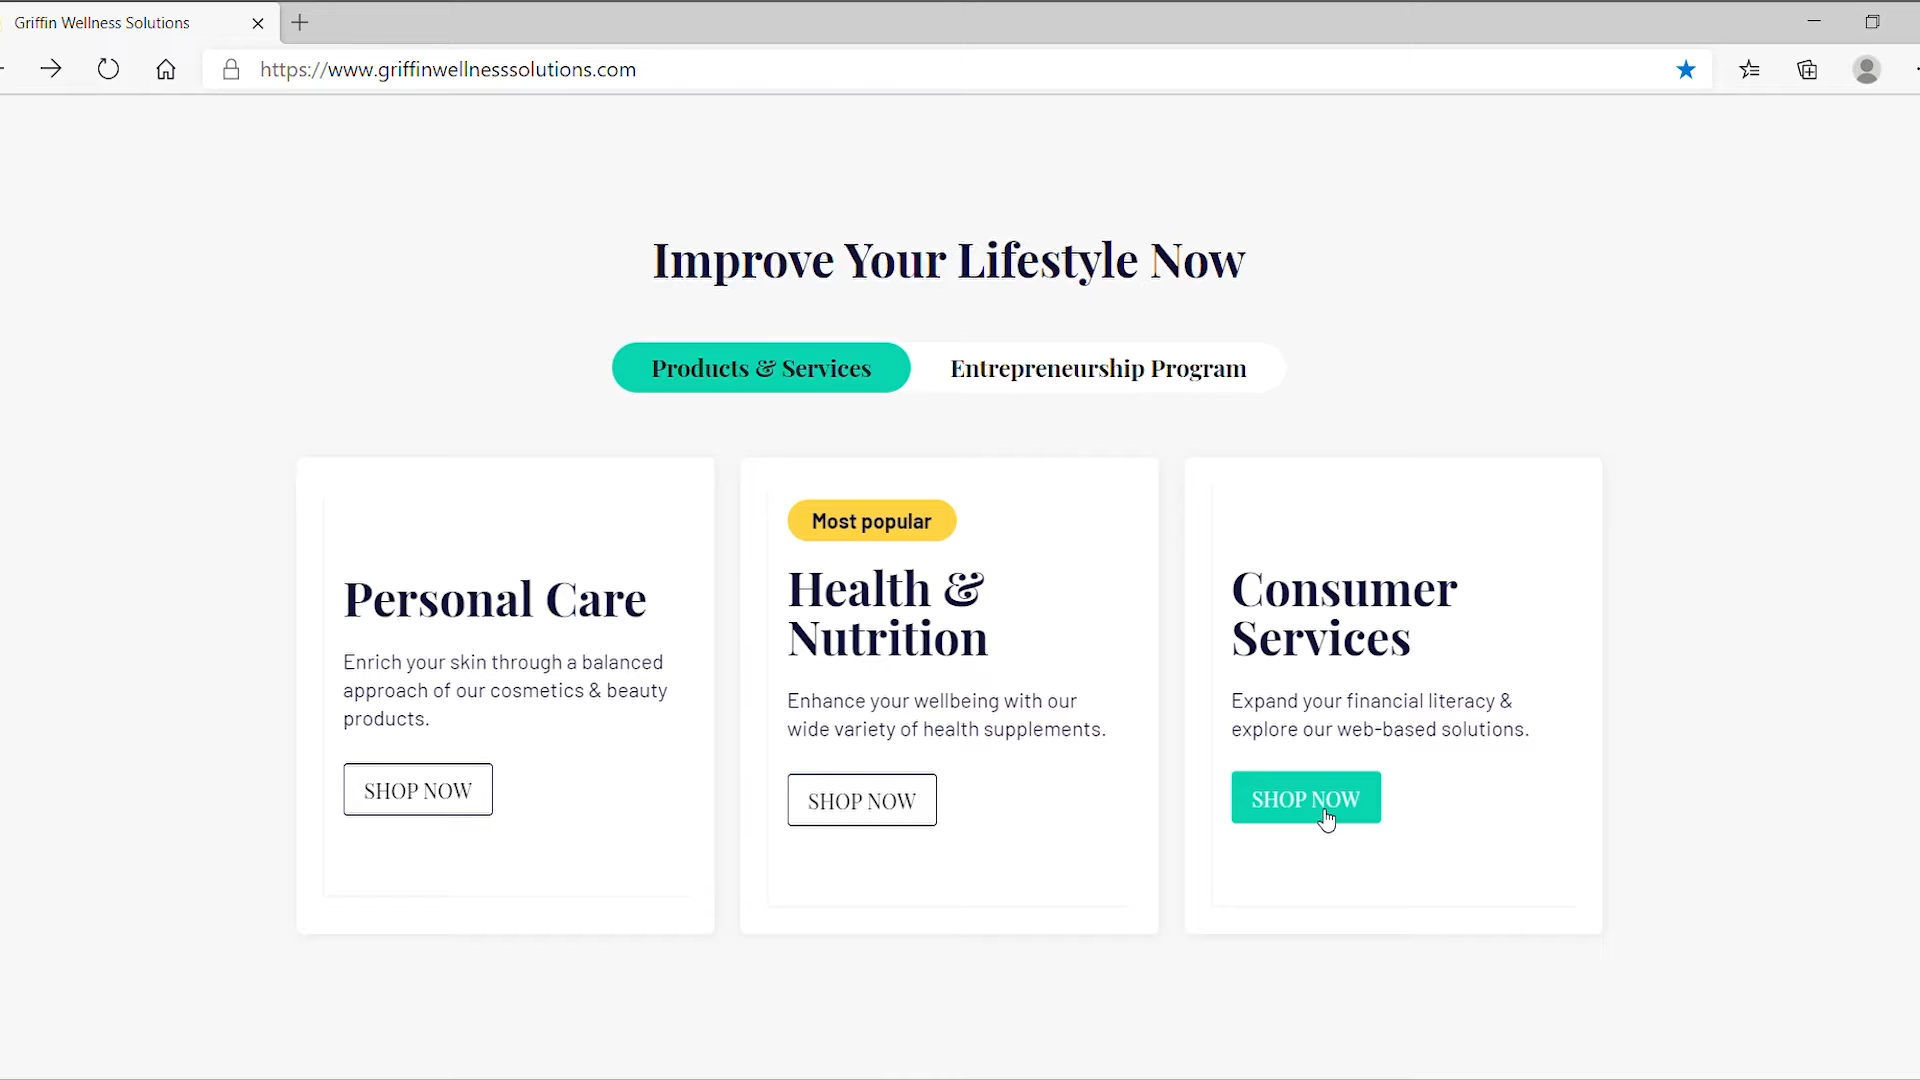 Griffin Wellness Solutions
https://www.griffinwellnesssolutions.com
Improve Your Lifestyle Now
Products & Services
Entrepreneurship Program
Personal Care
Enrich your skin through a balanced
approach of our cosmetics & beauty
products.
SHOP NOW
Most popular
Health &
Nutrition
Enhance your wellbeing with our
wide variety of health supplements.
SHOP NOW
Consumer
Services
Expand your financial literacy &
explore our web-based solutions.
SHOP NOW